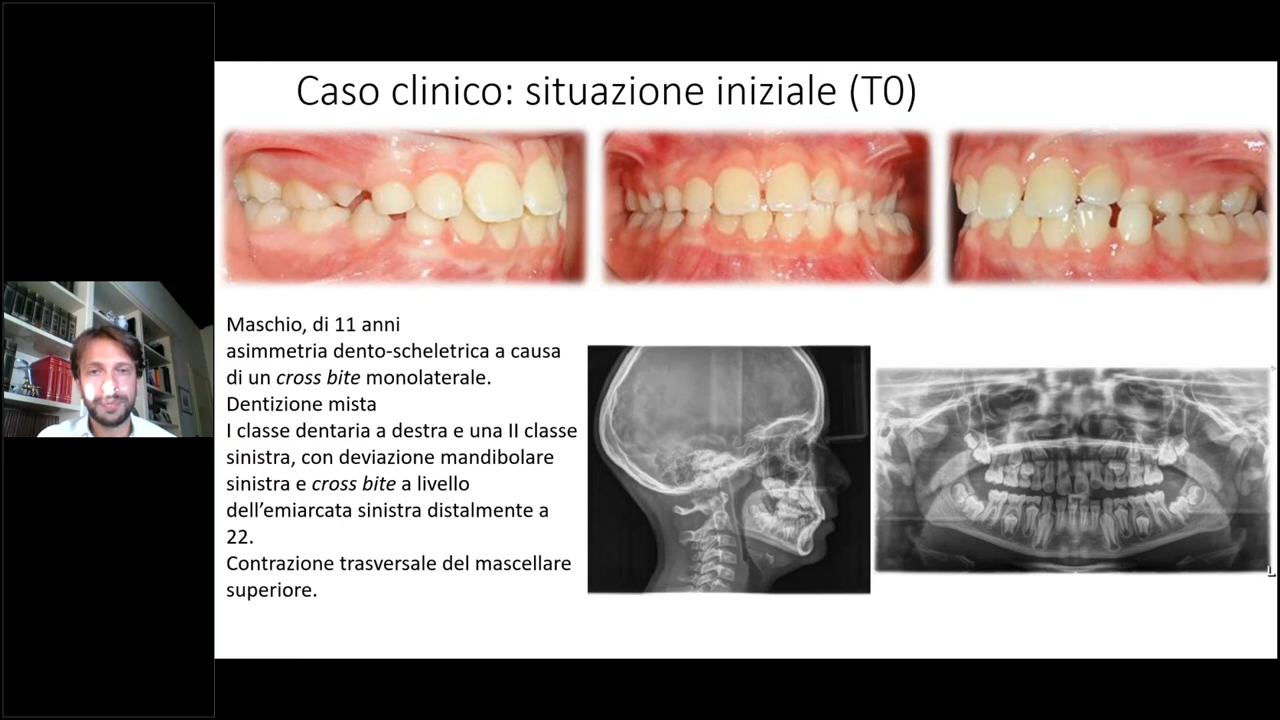 Caso clinico: situazione iniziale (T0)
Maschio, di 11 anni
asimmetria dento-scheletrica a causa
di un cross bite monolaterale.
Dentizione mista
I classe dentaria a destra e una II classe
sinistra, con deviazione mandibolare
sinistra e cross bite a livello
dell’emiarcata sinistra distalmente a
22.
Contrazione trasversale del mascellare
superiore.
L